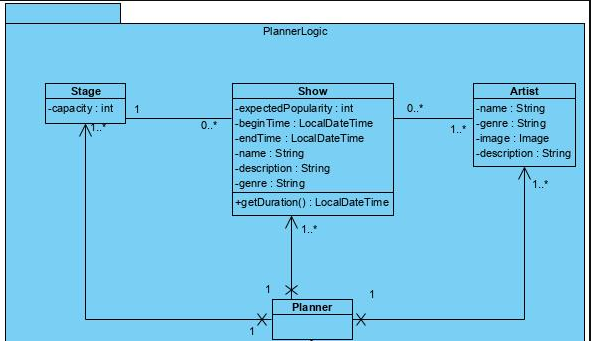 PlannerLogic
Stage
-capacity : int
1
0..*
1..*
Show
-expectedPopularity : int
-beginTime : LocalDateTime
-endTime : LocalDateTime
-name : String
-description : String
-genre : String
+getDuration() : LocalDateTime
0..*
1..*
Artist
-name : String
-genre : String
-image : Image
-description : String
1..*
1..*
1
1
1
Planner